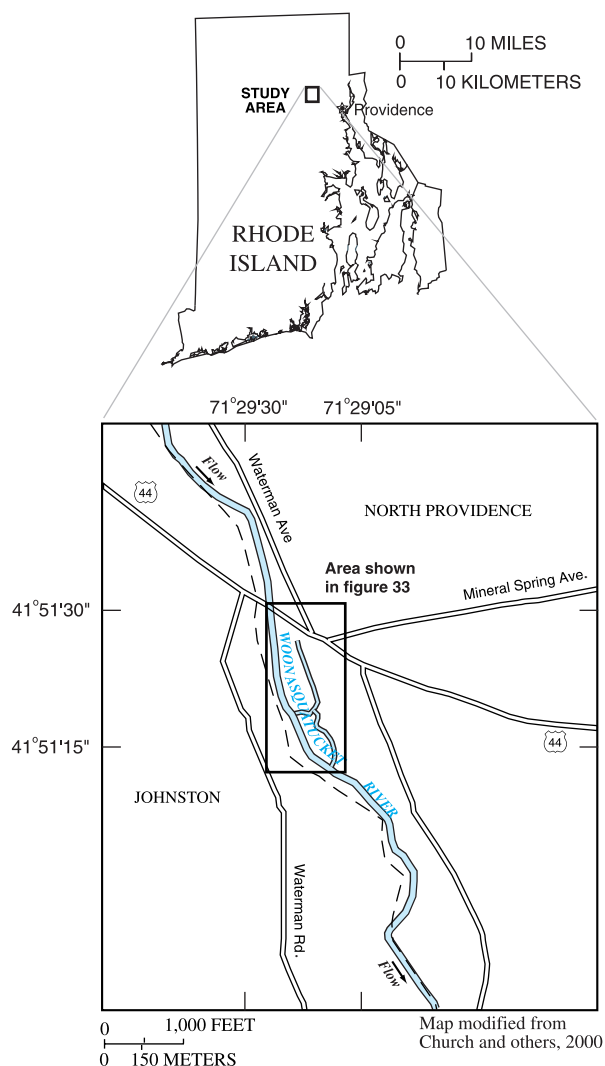 0 10 MILES
0 10 KILOMETERS
STUDY
AREA
Providence
RHODE
ISLAND
71°29'30" 71°29'05"
Flow
Waterman Ave
44
NORTH PROVIDENCE
Area shown
in figure 33
Mineral Spring Ave.
41°51'30"
WOONASQUATUCKET
RIVER
41°51'15"
44
JOHNSTON
Waterman Rd.
Flow
0 1,000 FEET
0 150 METERS
Map modified from
Church and others, 2000